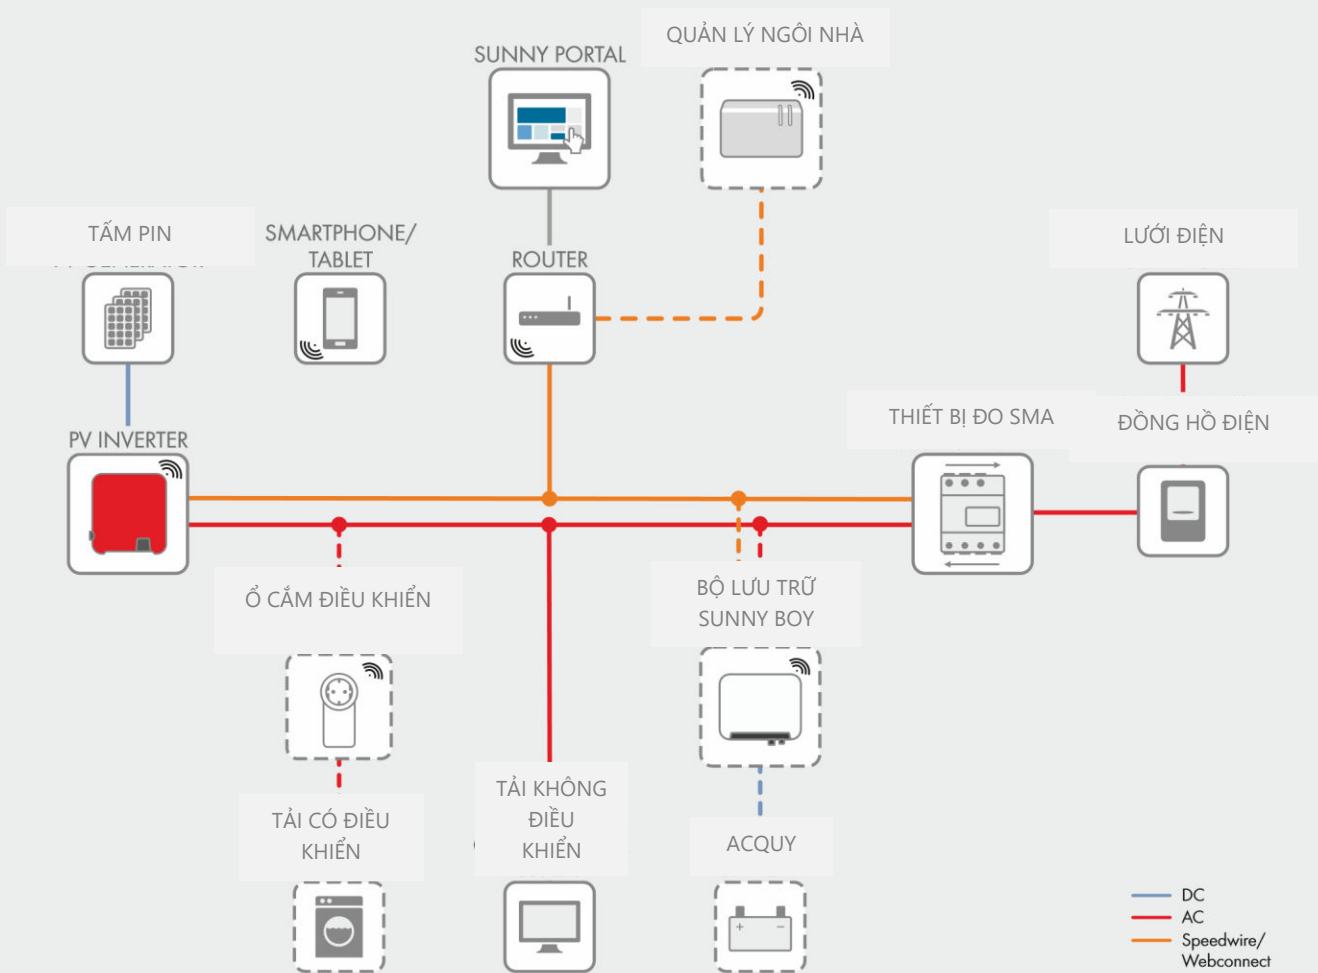 QUẢN LÝ NGÔI NHÀ
SUNNY PORTAL
TẤM PIN
SMARTPHONE/
TABLET
ROUTER
LƯỚI ĐIỆN
PV INVERTER
THIẾT BỊ ĐO SMA
ĐỒNG HỒ ĐIỆN
Ổ CẮM ĐIỀU KHIỂN
BỘ LƯU TRỮ
SUNNY BOY
TẢI CÓ ĐIỀU
KHIỂN
TẢI KHÔNG
ĐIỀU
KHIỂN
ACQUY
DC
AC
Speedwire/
Webconnect